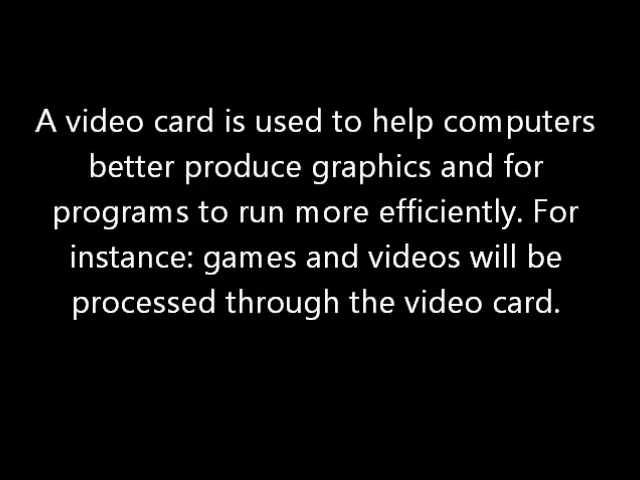 A video card is used to help computers
better produce graphics and for
programs to run more efficiently. For
instance: games and videos will be
processed through the video card.